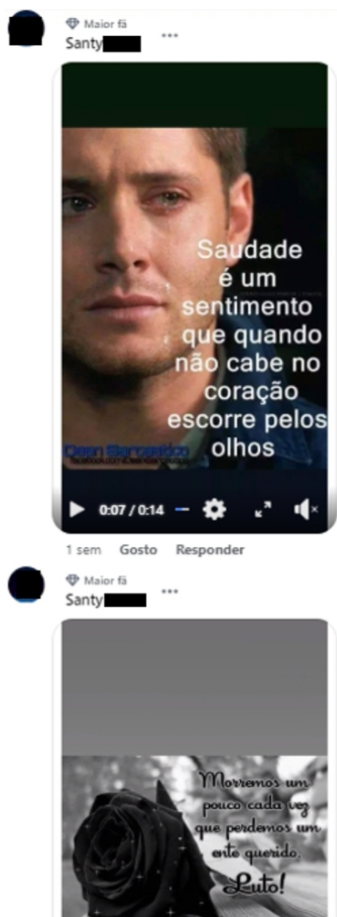 Maior fã
Santy
Saudade
é um
sentimento
que quando
não cabe no
coração
escorre pelos
olhos
Dean Sarcastico
0:07 / 0:14
1 sem Gosto Responder
Maior fã
Santy
Morremos um
pouco cada vez
que perdemos um
ente querido.
Luto!